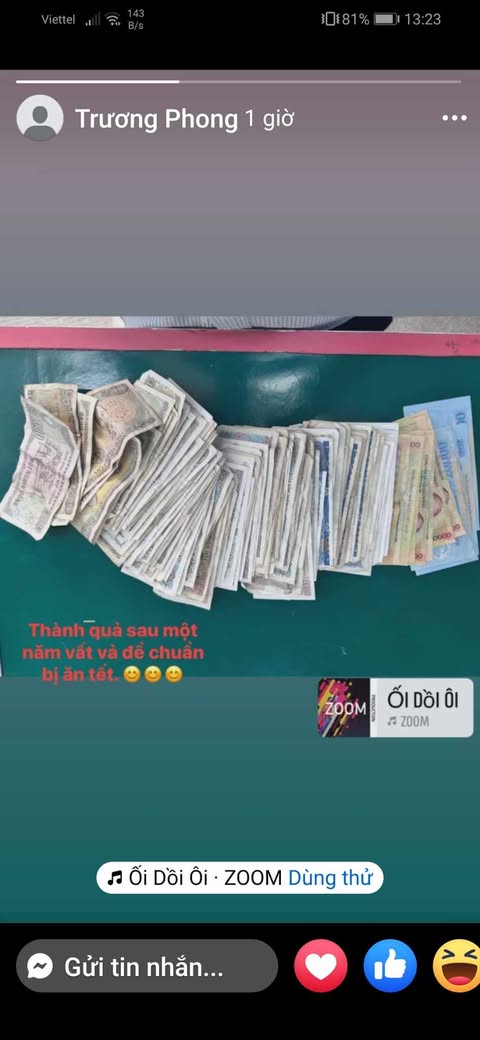 Viettel
143
B/s
81%
13:23
Trương Phong 1 giờ
Thành quả sau một
năm vất vả để chuẩn
bị ăn tết. 😊😊😊
ZOOM
PRODUCTION
ỐI DỒI ÔI
ZOOM
Ối Dồi Ôi · ZOOM Dùng thử
Gửi tin nhắn...